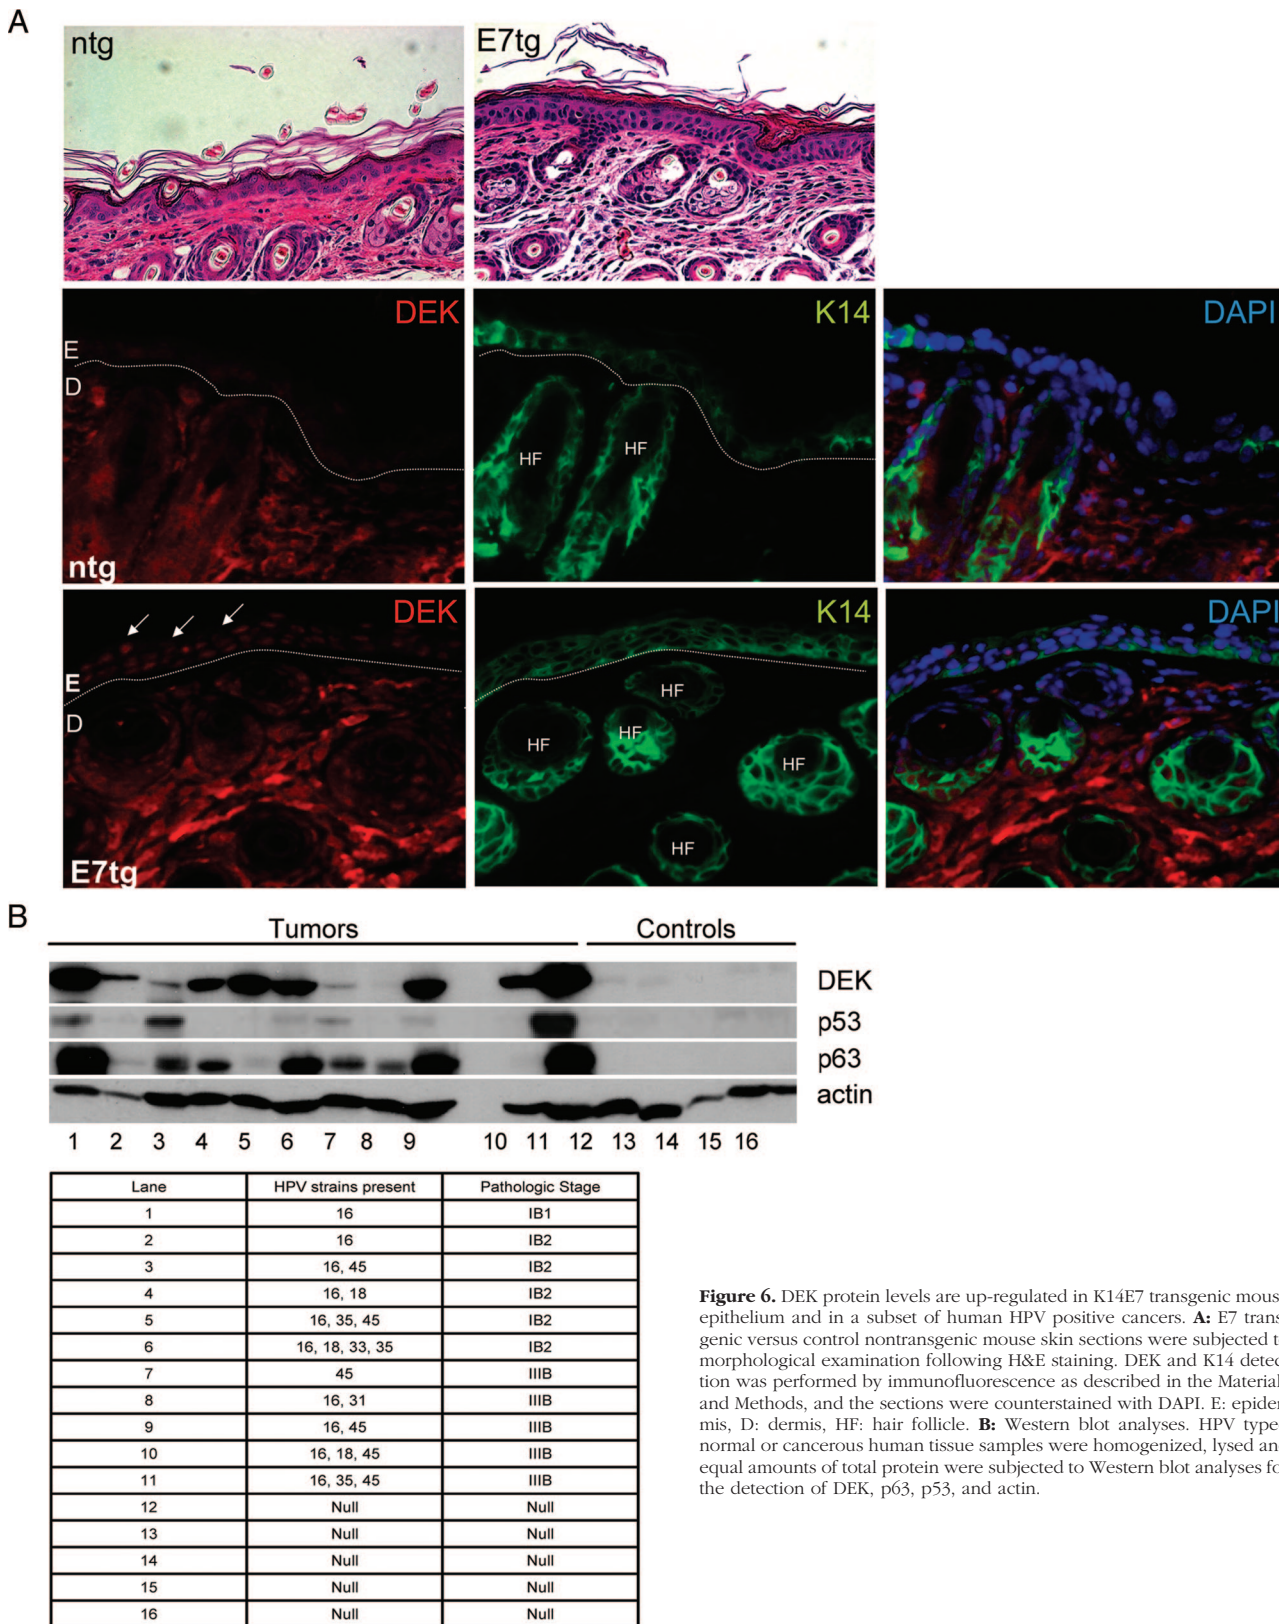 A
ntg
E7tg
DEK
K14
DAPI
E
D
HF
HF
ntg
DEK
K14
DAPI
E
D
HF
HF
HF
HF
HF
E7tg
B
Tumors Controls
DEK
p53
p63
actin
1 2 3 4 5 6 7 8 9 10 11 12 13 14 15 16
Lane HPV strains present Pathologic Stage
1 16 IB1
2 16 IB2
3 16, 45 IB2
4 16, 18 IB2
5 16, 35, 45 IB2
6 16, 18, 33, 35 IB2
7 45 IIIB
8 16, 31 IIIB
9 16, 45 IIIB
10 16, 18, 45 IIIB
11 16, 35, 45 IIIB
12 Null Null
13 Null Null
14 Null Null
15 Null Null
16 Null Null
Figure 6. DEK protein levels are up-regulated in K14E7 transgenic mous
epithelium and in a subset of human HPV positive cancers. A: E7 trans
genic versus control nontransgenic mouse skin sections were subjected t
morphological examination following H&E staining. DEK and K14 detec
tion was performed by immunofluorescence as described in the Material
and Methods, and the sections were counterstained with DAPI. E: epider
mis, D: dermis, HF: hair follicle. B: Western blot analyses. HPV type
normal or cancerous human tissue samples were homogenized, lysed an
equal amounts of total protein were subjected to Western blot analyses fo
the detection of DEK, p63, p53, and actin.